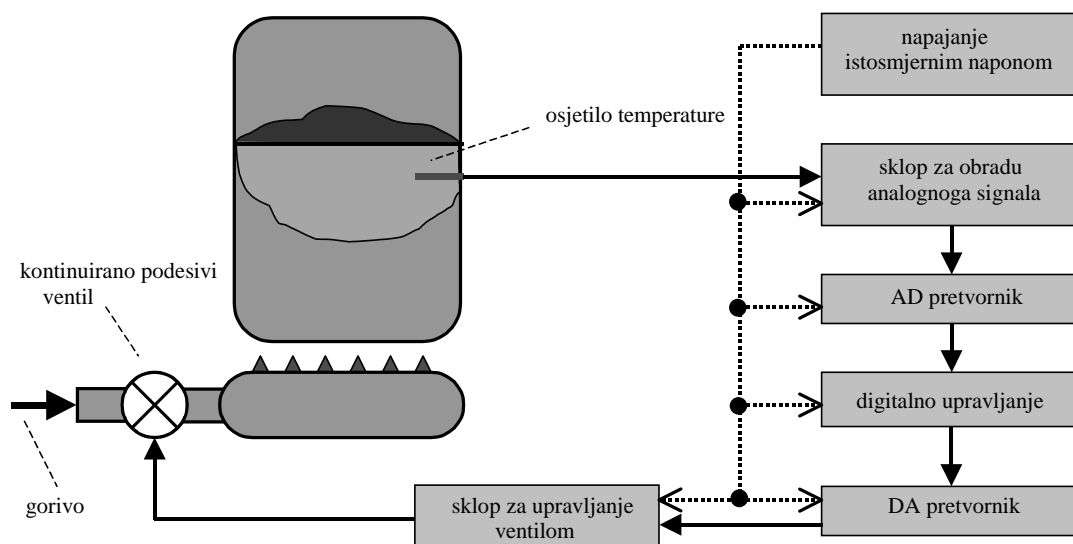 napajanje
istosmjernim naponom
osjetilo temperature
sklop za obradu
analognoga signala
kontinuirano podesivi
ventil
AD pretvornik
digitalno upravljanje
gorivo
sklop za upravljanje
ventilom
DA pretvornik